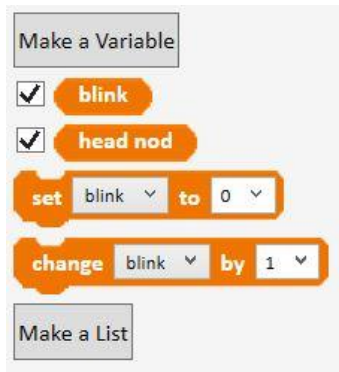 Make a Variable
blink
head nod
set blink to 0
change blink by 1
Make a List